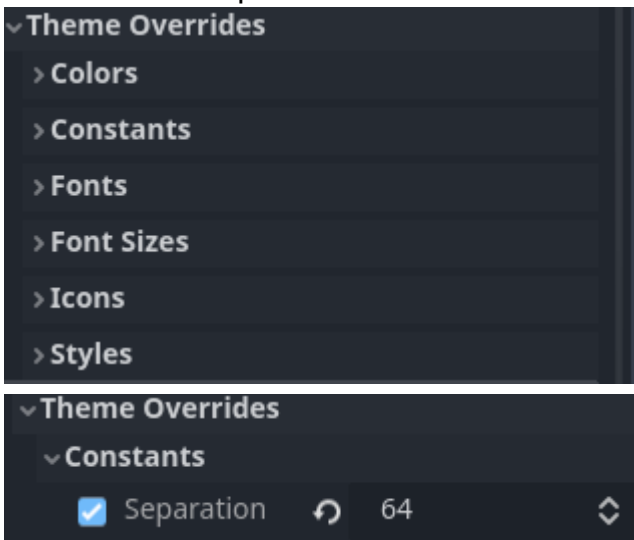 Theme Overrides
Colors
Constants
Fonts
Font Sizes
Icons
Styles
Theme Overrides
Constants
Separation 64